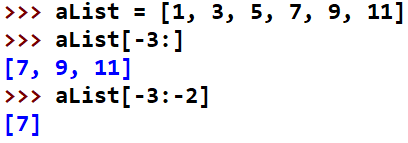 >>> aList = [1, 3, 5, 7, 9, 11]
>>> aList[-3:]
[7, 9, 11]
>>> aList[-3:-2]
[7]